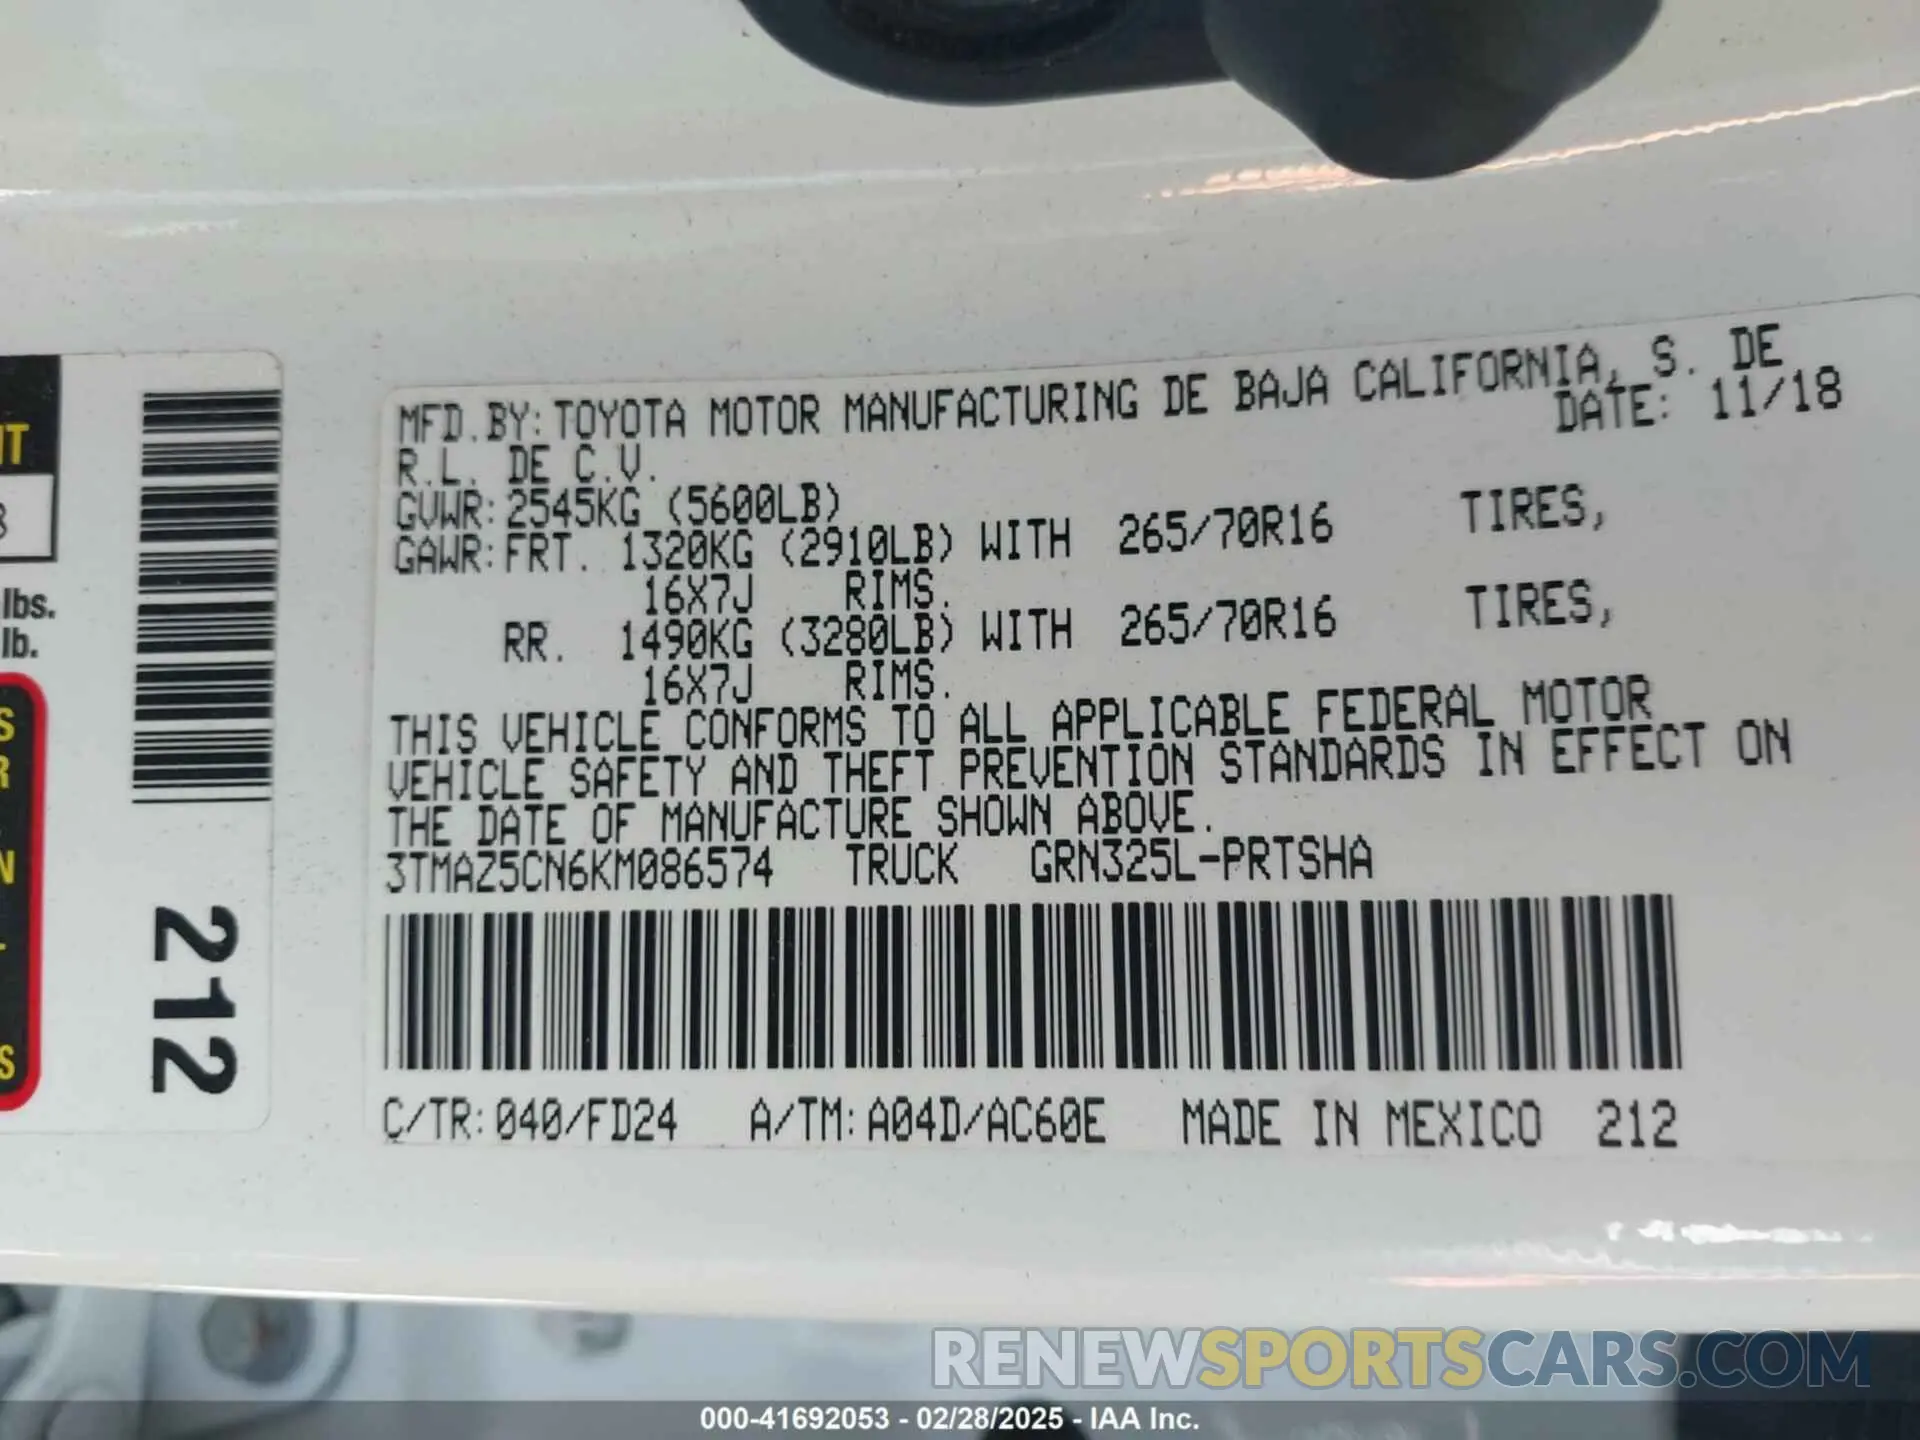 MFD.BY:TOYOTA MOTOR MANUFACTURING DE BAJA CALIFORNIA, S. DE
R.L. DE C.V. DATE: 11/18
GVWR:2545KG (5600LB)
GAWR:FRT. 1320KG (2910LB) WITH 265/70R16 TIRES,
16X7J RIMS.
RR. 1490KG (3280LB) WITH 265/70R16 TIRES,
16X7J RIMS.
THIS VEHICLE CONFORMS TO ALL APPLICABLE FEDERAL MOTOR
VEHICLE SAFETY AND THEFT PREVENTION STANDARDS IN EFFECT ON
THE DATE OF MANUFACTURE SHOWN ABOVE.
3TMAZ5CN6KM086574 TRUCK GRN325L-PRTSHA
C/TR:040/FD24 A/TM:A04D/AC60E MADE IN MEXICO 212
212
lbs.
lb.
RENEWSPORTSCARS.COM
000-41692053 - 02/28/2025 - IAA Inc.